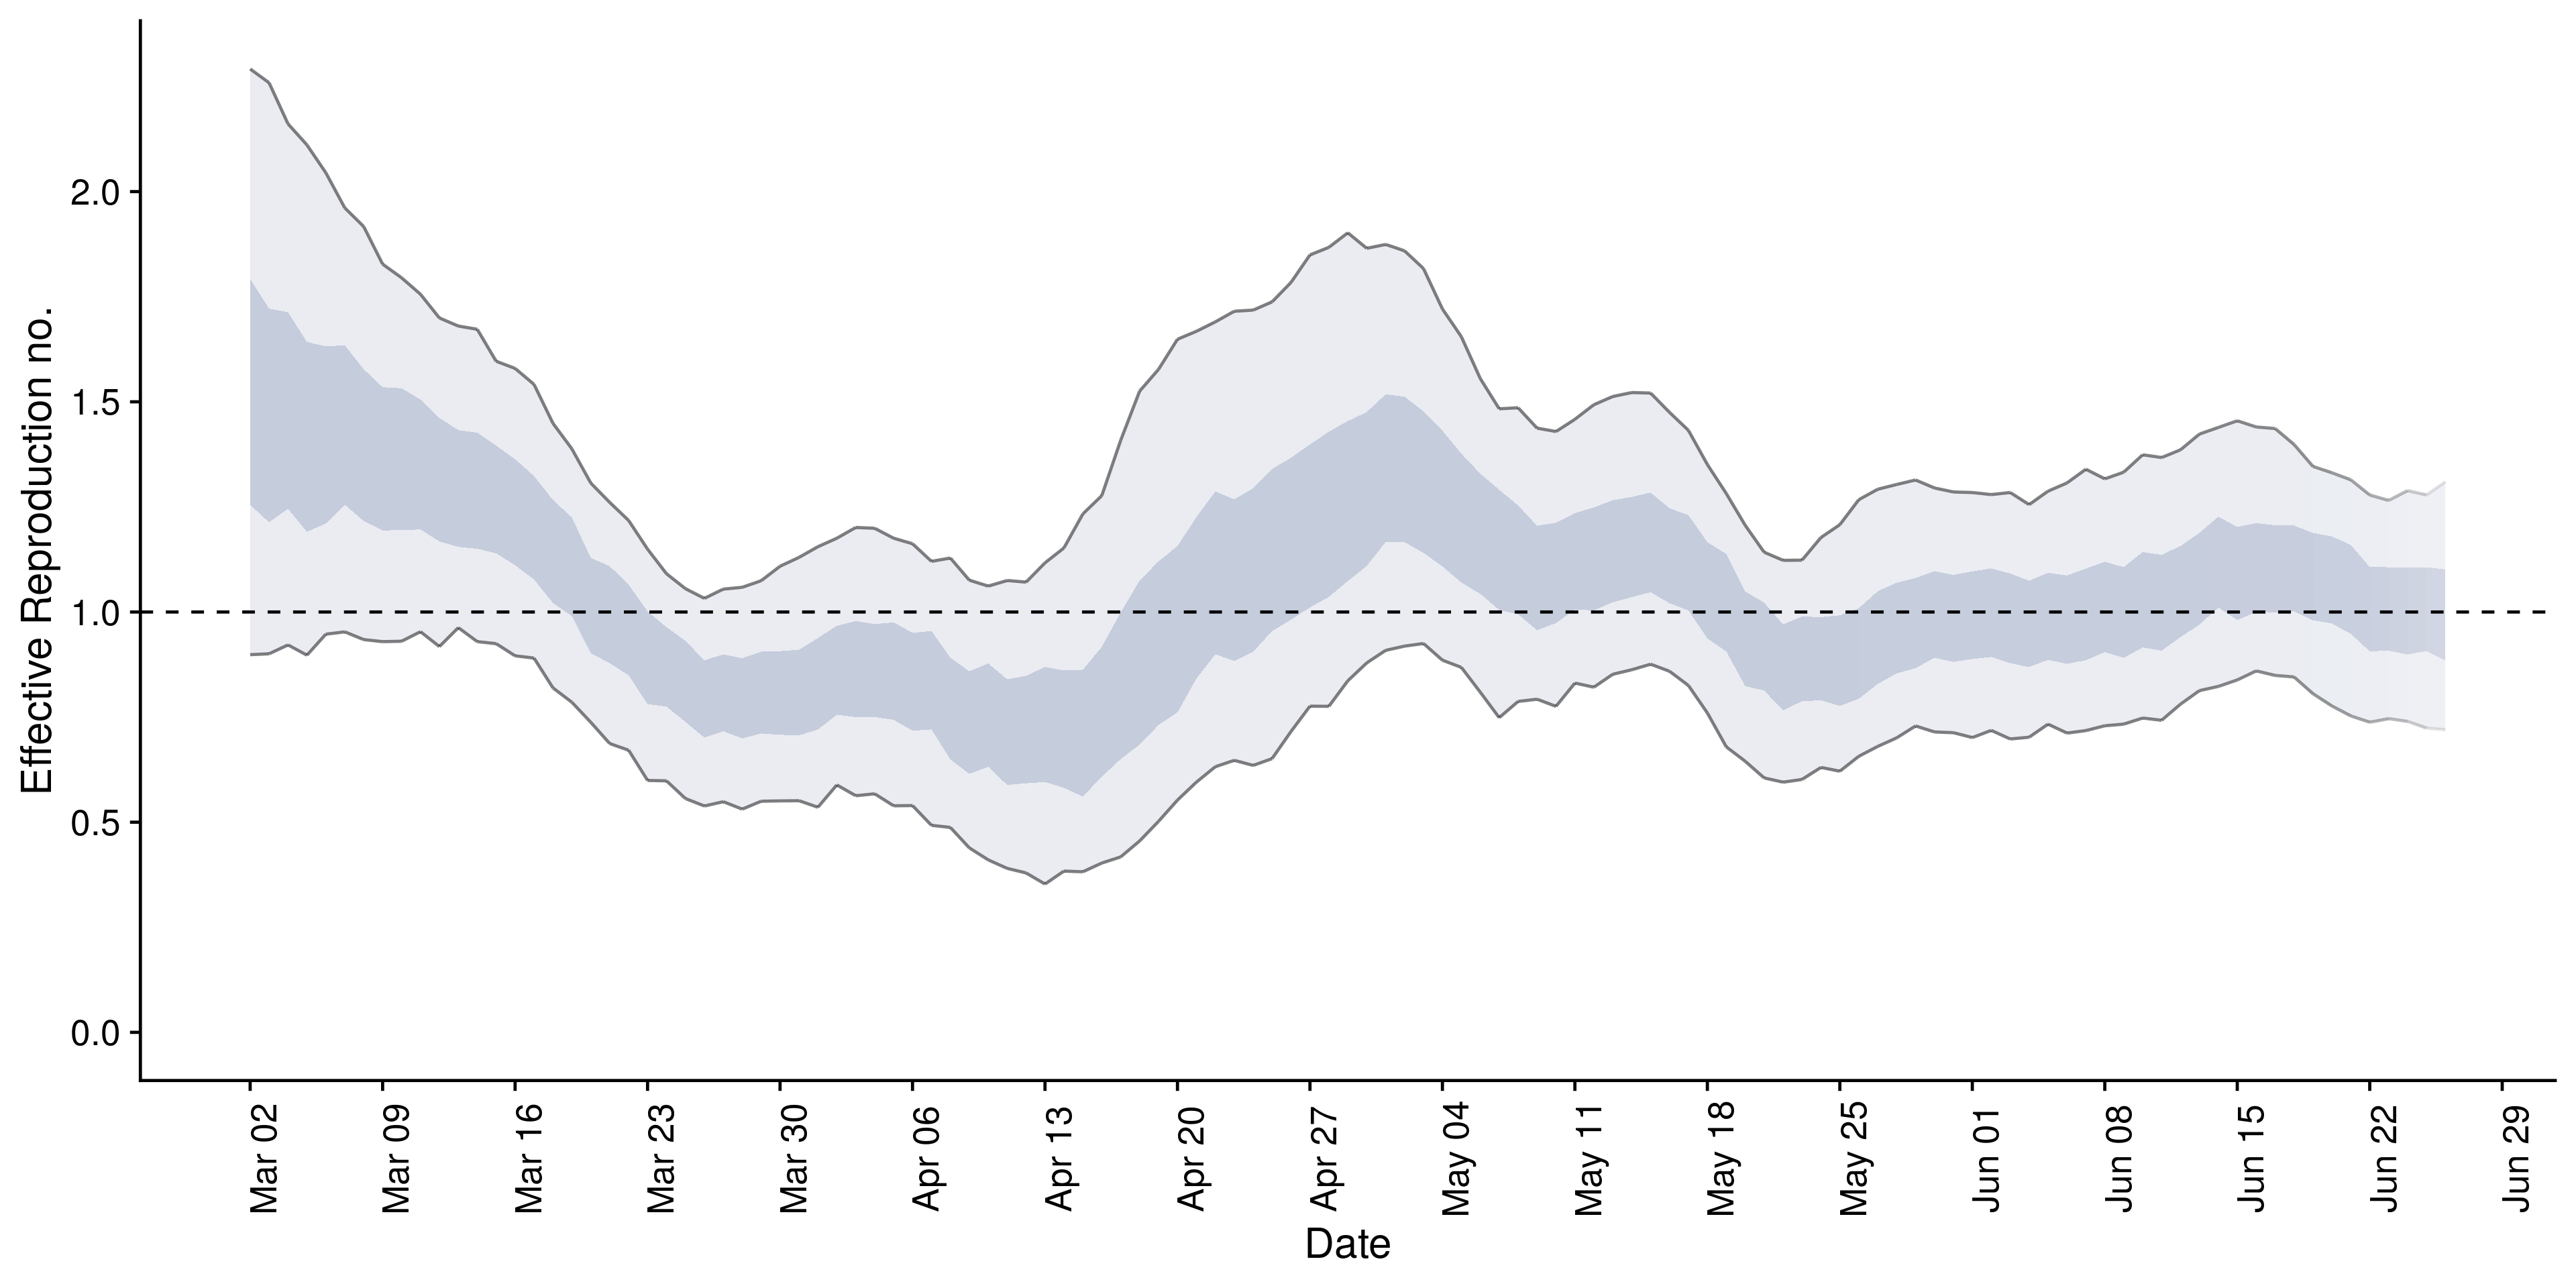 Effective Reproduction no.
2.0
1.5
1.0
0.5
0.0
Mar 02
Mar 09
Mar 16
Mar 23
Mar 30
Apr 06
Apr 13
Apr 20
Apr 27
May 04
May 11
May 18
May 25
Jun 01
Jun 08
Jun 15
Jun 22
Jun 29
Date